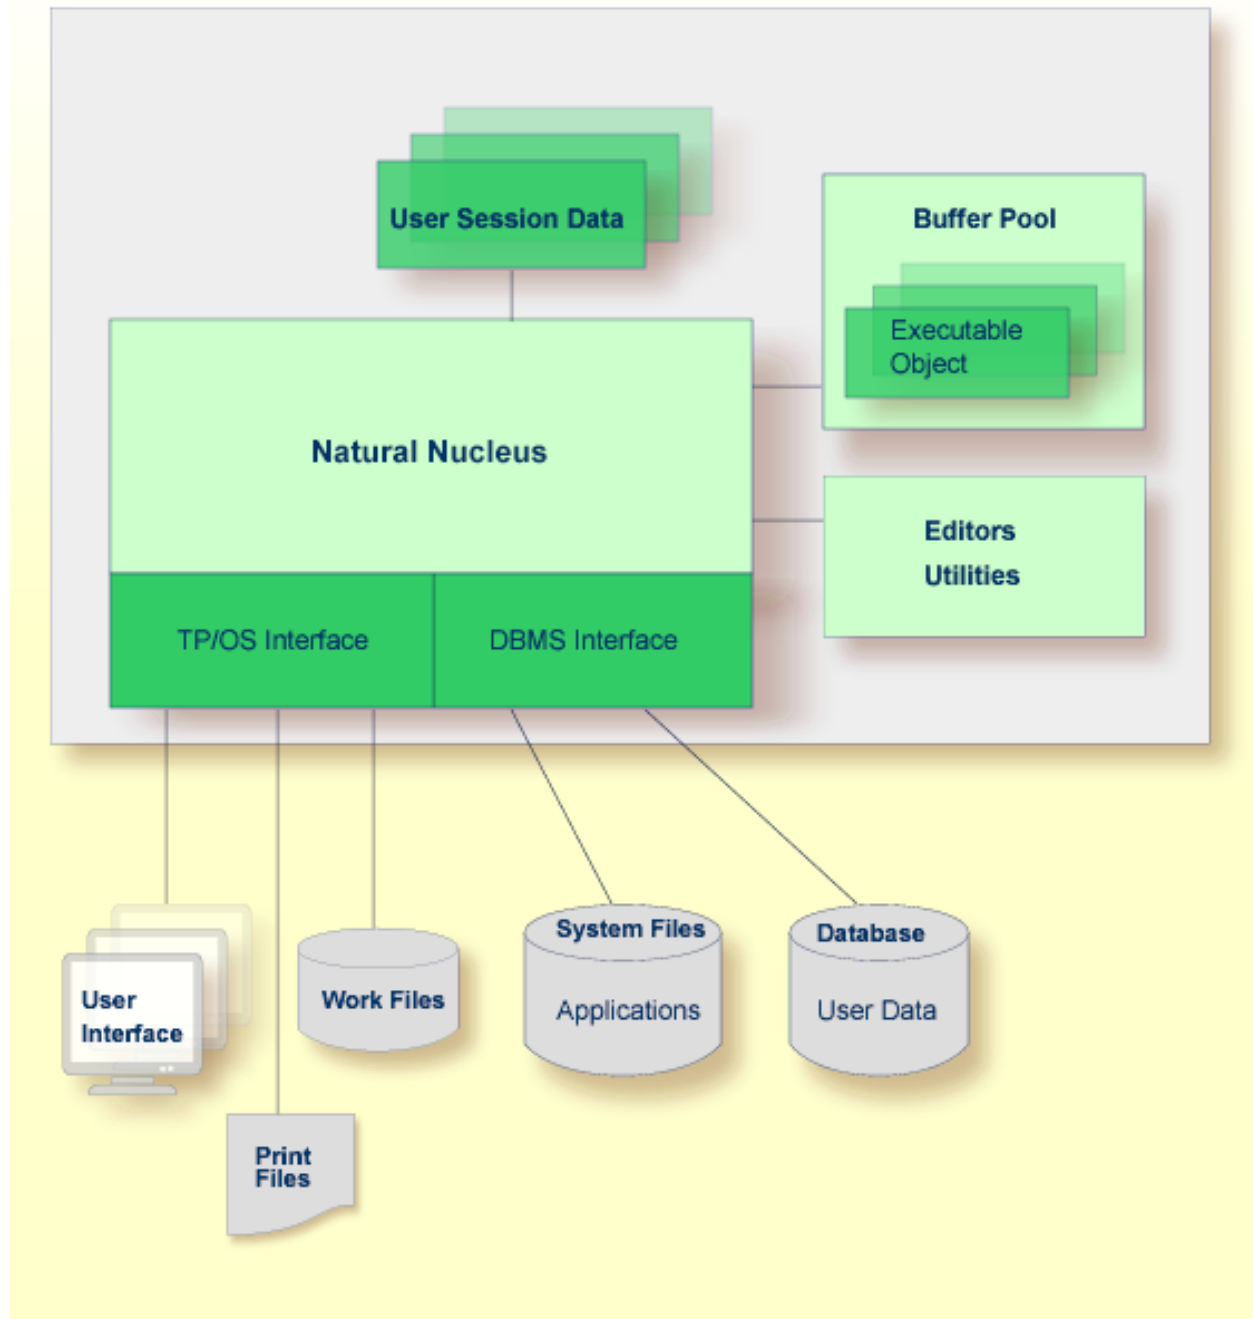 User Session Data
Buffer Pool
Executable
Object
Natural Nucleus
Editors
Utilities
TP/OS Interface
DBMS Interface
System Files
Applications
Database
User Data
User
Interface
Work Files
Print
Files